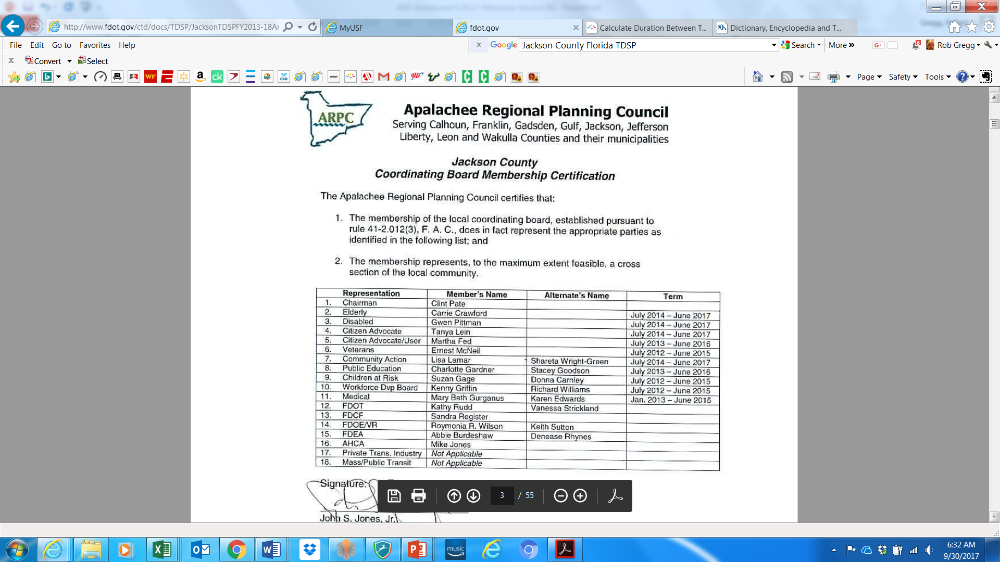 http://www.fdot.gov/ctd/docs/TDSP/JacksonTDSPFY2013-18Ar
MyUSF
fdot.gov
Calculate Duration Between T...
Dictionary, Encyclopedia and T...
File Edit Go to Favorites Help
Google Jackson County Florida TDSP Search More »
G+
6
Rob Gregg
Convert Select
Page Safety Tools
ARPC
Apalachee Regional Planning Council
Serving Calhoun, Franklin, Gadsden, Gulf, Jackson, Jefferson
Liberty, Leon and Wakulla Counties and their municipalities
Jackson County
Coordinating Board Membership Certification
The Apalachee Regional Planning Council certifies that:
1. The membership of the local coordinating board, established pursuant to
rule 41-2.012(3), F. A. C., does in fact represent the appropriate parties as
identified in the following list; and
2. The membership represents, to the maximum extent feasible, a cross
section of the local community.
Representation Member's Name Alternate's Name Term
1. Chairman Clint Pate
2. Elderly Carrie Crawford July 2014 – June 2017
3. Disabled Gwen Pittman July 2014 – June 2017
4. Citizen Advocate Tanya Lein July 2014 – June 2017
5. Citizen Advocate/User Martha Fed July 2013 – June 2016
6. Veterans Ernest McNeil July 2012 – June 2015
7. Community Action Lisa Lamar Shareta Wright-Green July 2014 – June 2017
8. Public Education Charlotte Gardner Stacey Goodson July 2013 – June 2016
9. Children at Risk Suzan Gage Donna Carnley July 2012 – June 2015
10. Workforce Dvp Board Kenny Griffin Richard Williams July 2012 – June 2015
11. Medical Mary Beth Gurganus Karen Edwards Jan. 2013 – June 2015
12. FDOT Kathy Rudd Vanessa Strickland
13. FDCF Sandra Register
14. FDOE/VR Roymonia R. Wilson Keith Sutton
15. FDEA Abbie Burdeshaw Denease Rhynes
16. AHCA Mike Jones
17. Private Trans. Industry Not Applicable
18. Mass/Public Transit Not Applicable
Signature:
3 / 55
John S. Jones, Jr.
music
6:32 AM
9/30/2017